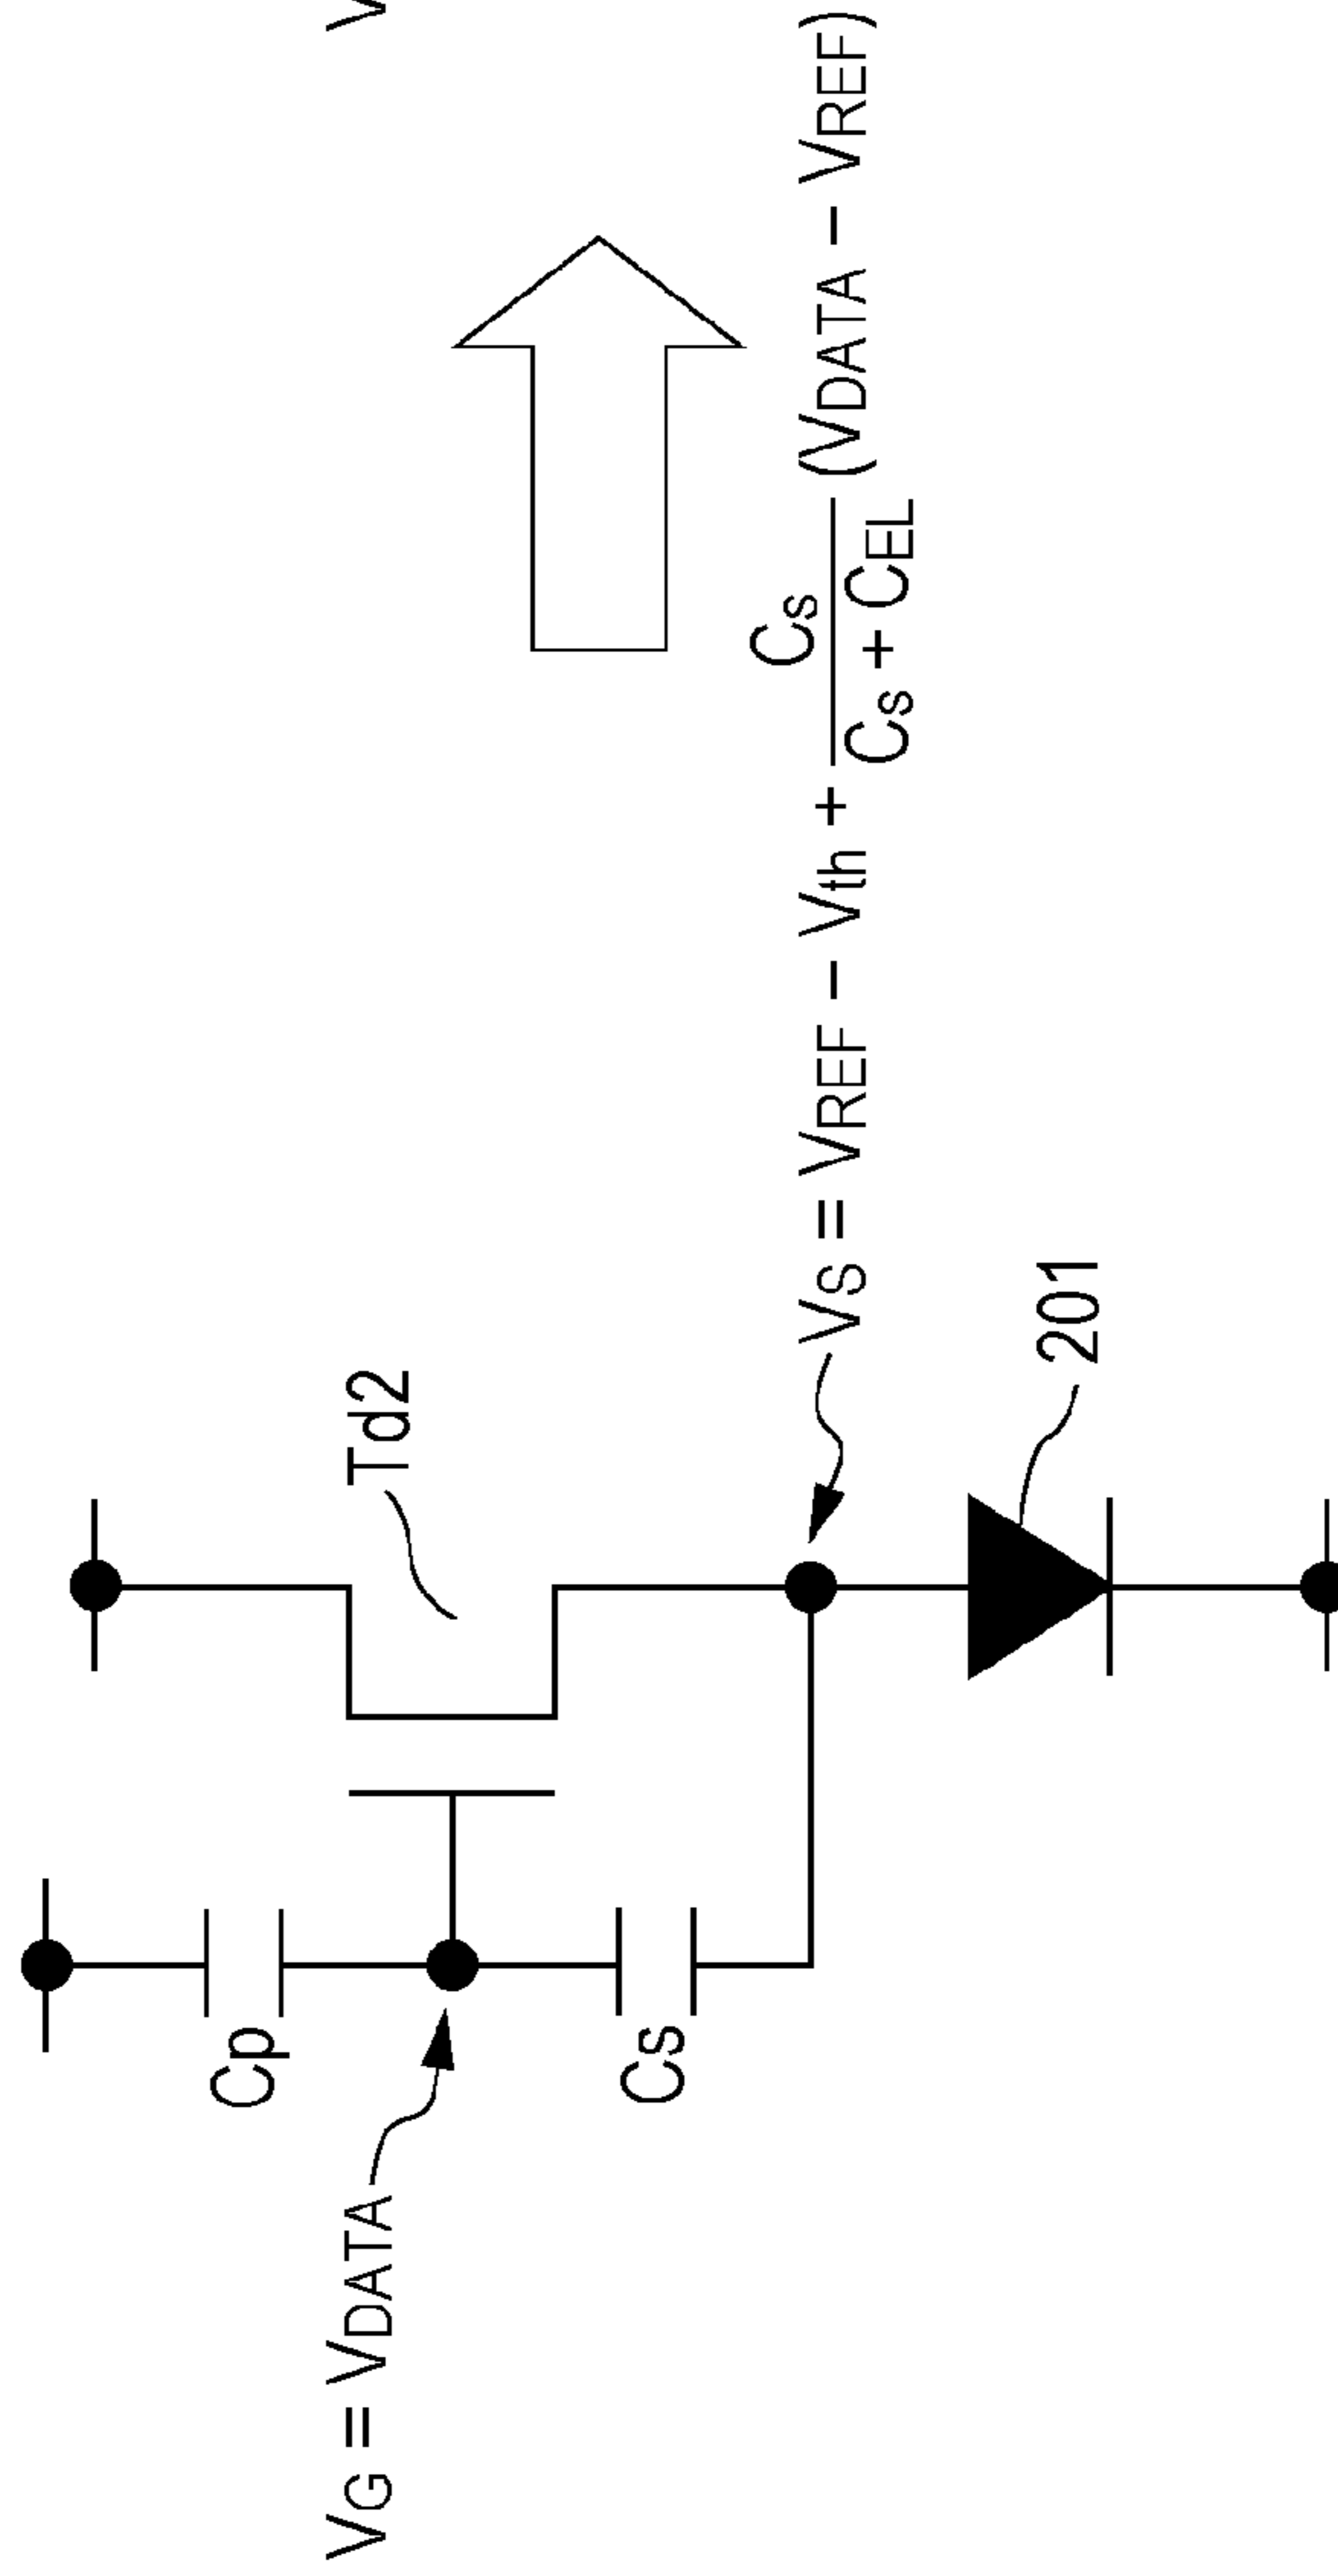 V
Cp
Td2
VG = VDATA
Cs
VS = VREF − Vth + Cs / Cs + CEL (VDATA − VREF)
201